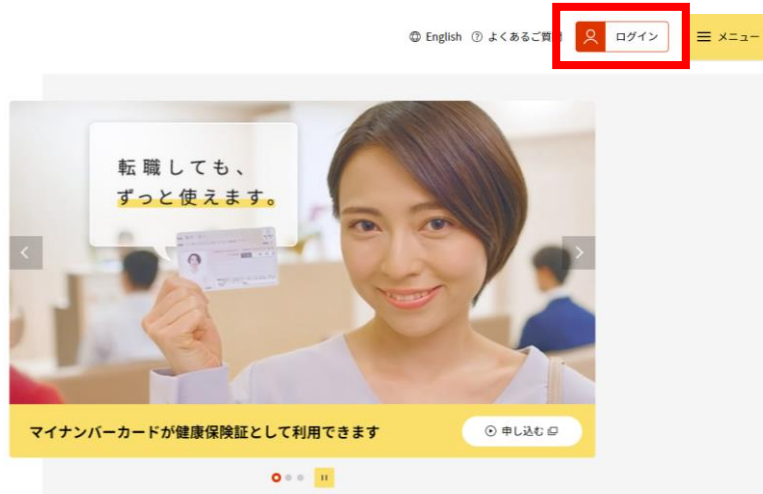 English よくあるご質問 ログイン メニュー
転職しても、
ずっと使えます。
マイナンバーカードが健康保険証として利用できます
申し込む